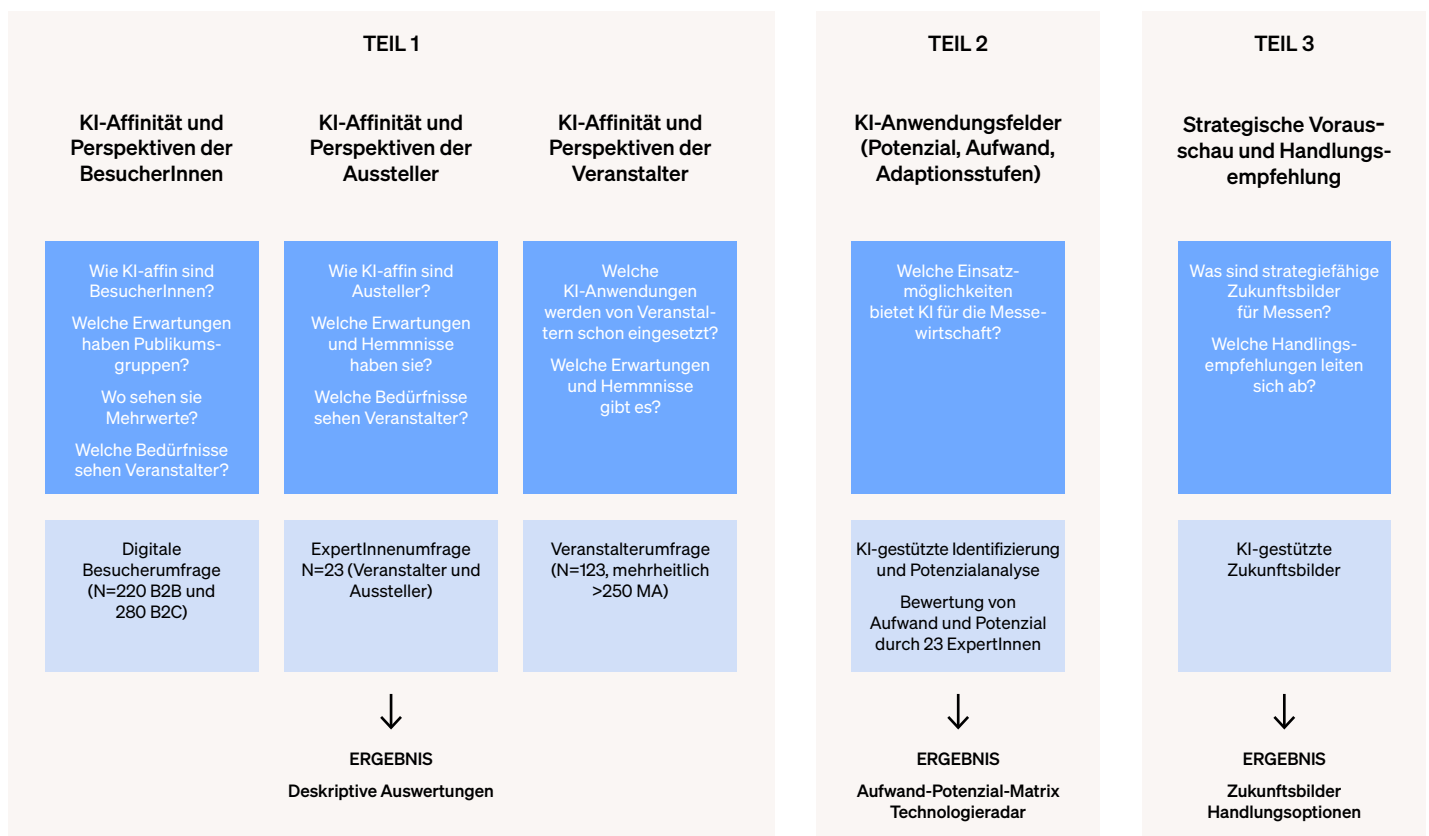 TEIL 1
KI-Affinität und
Perspektiven der
BesucherInnen
Wie KI-affin sind
BesucherInnen?
Welche Erwartungen
haben Publikums-
gruppen?
Wo sehen sie
Mehrwerte?
Welche Bedürfnisse
sehen Veranstalter?
Digitale
Besucherumfrage
(N=220 B2B und
280 B2C)
KI-Affinität und
Perspektiven der
Aussteller
Wie KI-affin sind
Austeller?
Welche Erwartungen
und Hemmnisse
haben sie?
Welche Bedürfnisse
sehen Veranstalter?
ExpertInnenumfrage
N=23 (Veranstalter und
Aussteller)
KI-Affinität und
Perspektiven der
Veranstalter
Welche
KI-Anwendungen
werden von Veranstal-
tern schon eingesetzt?
Welche Erwartungen
und Hemmnisse
gibt es?
Veranstalterumfrage
(N=123, mehrheitlich
>250 MA)
ERGEBNIS
Deskriptive Auswertungen
TEIL 2
KI-Anwendungsfelder
(Potenzial, Aufwand,
Adaptionsstufen)
Welche Einsatz-
möglichkeiten
bietet KI für die Messe-
wirtschaft?
KI-gestützte Identifizierung
und Potenzialanalyse
Bewertung von
Aufwand und Potenzial
durch 23 ExpertInnen
ERGEBNIS
Aufwand-Potenzial-Matrix
Technologieradar
TEIL 3
Strategische Voraus-
schau und Handlungs-
empfehlung
Was sind strategiefähige
Zukunftsbilder
für Messen?
Welche Handlings-
empfehlungen leiten
sich ab?
KI-gestützte
Zukunftsbilder
ERGEBNIS
Zukunftsbilder
Handlungsoptionen